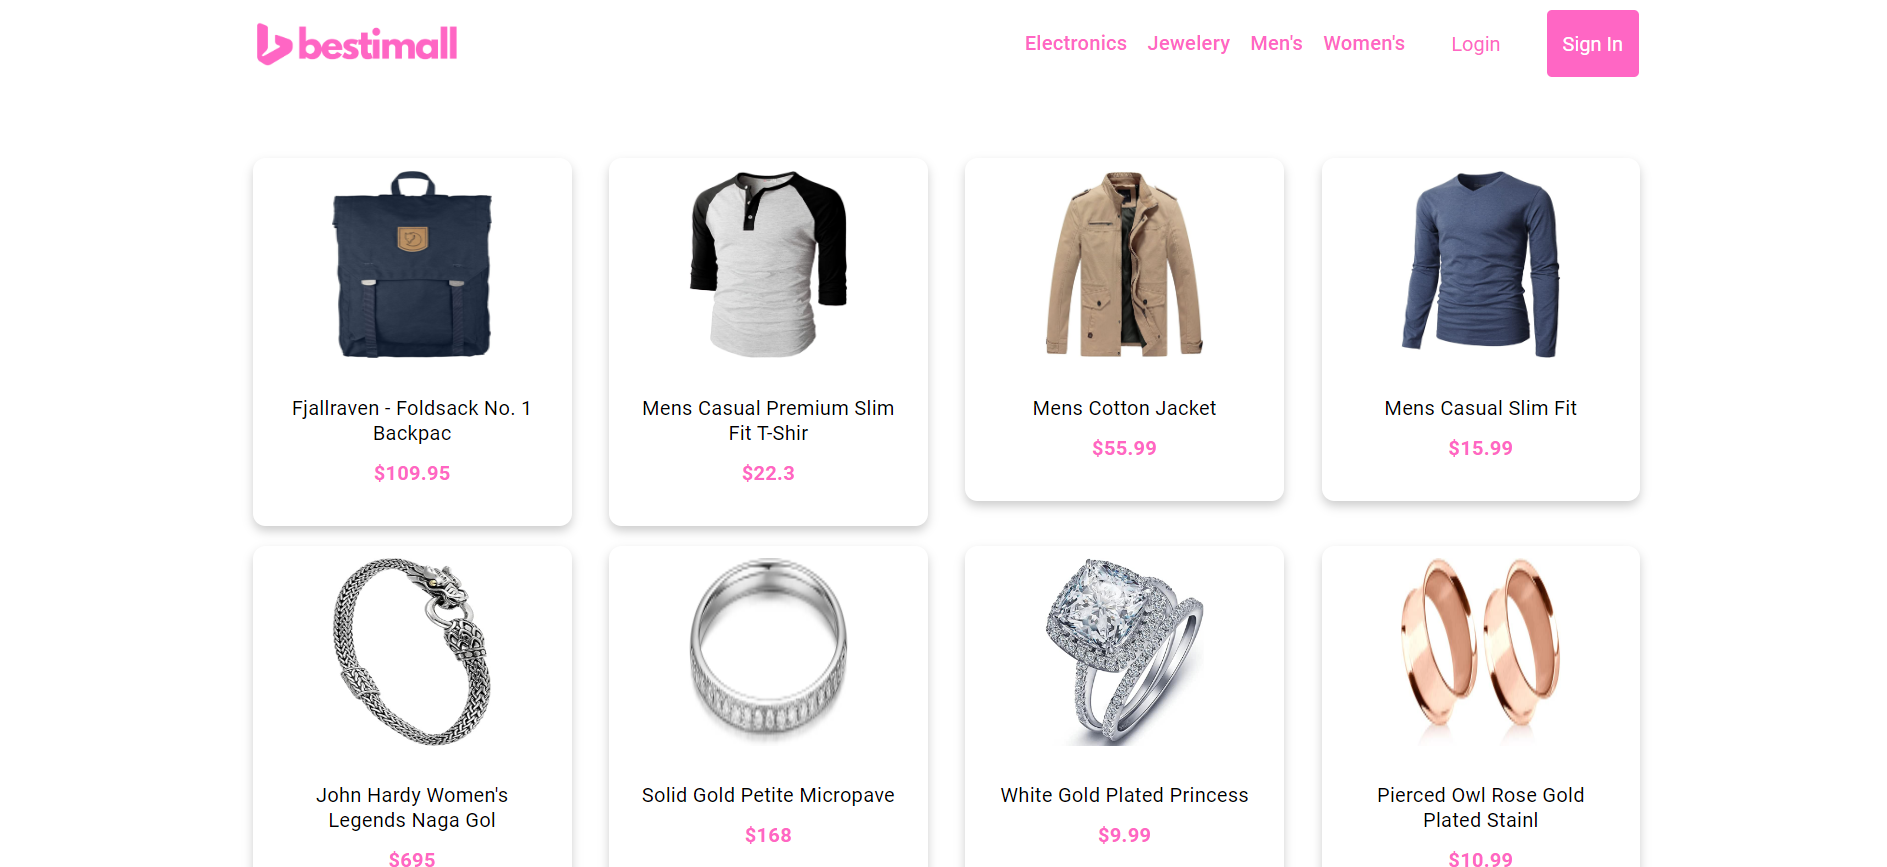 bestimall
Electronics Jewelery Men's Women's Login Sign In
Fjallraven - Foldsack No. 1
Backpac
$109.95
Mens Casual Premium Slim
Fit T-Shir
$22.3
Mens Cotton Jacket
$55.99
Mens Casual Slim Fit
$15.99
John Hardy Women's
Legends Naga Gol
$695
Solid Gold Petite Micropave
$168
White Gold Plated Princess
$9.99
Pierced Owl Rose Gold
Plated Stainl
$10.99